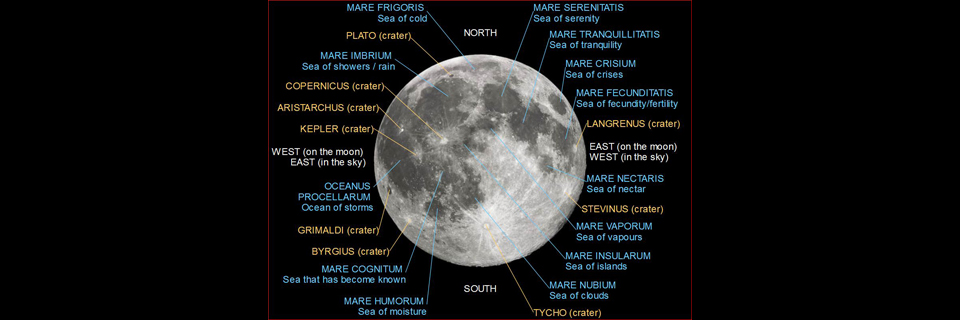 MARE FRIGORIS
Sea of cold
PLATO (crater)
MARE IMBRIUM
Sea of showers / rain
COPERNICUS (crater)
ARISTARCHUS (crater)
KEPLER (crater)
WEST (on the moon)
EAST (in the sky)
OCEANUS
PROCELLARUM
Ocean of storms
GRIMALDI (crater)
BYRGIUS (crater)
MARE COGNITUM
Sea that has become known
MARE HUMORUM
Sea of moisture
NORTH
SOUTH
MARE SERENITATIS
Sea of serenity
MARE TRANQUILLITATIS
Sea of tranquility
MARE CRISIUM
Sea of crises
MARE FECUNDITATIS
Sea of fecundity/fertility
LANGRENUS (crater)
EAST (on the moon)
WEST (in the sky)
MARE NECTARIS
Sea of nectar
STEVINUS (crater)
MARE VAPORUM
Sea of vapours
MARE INSULARUM
Sea of islands
MARE NUBIUM
Sea of clouds
TYCHO (crater)